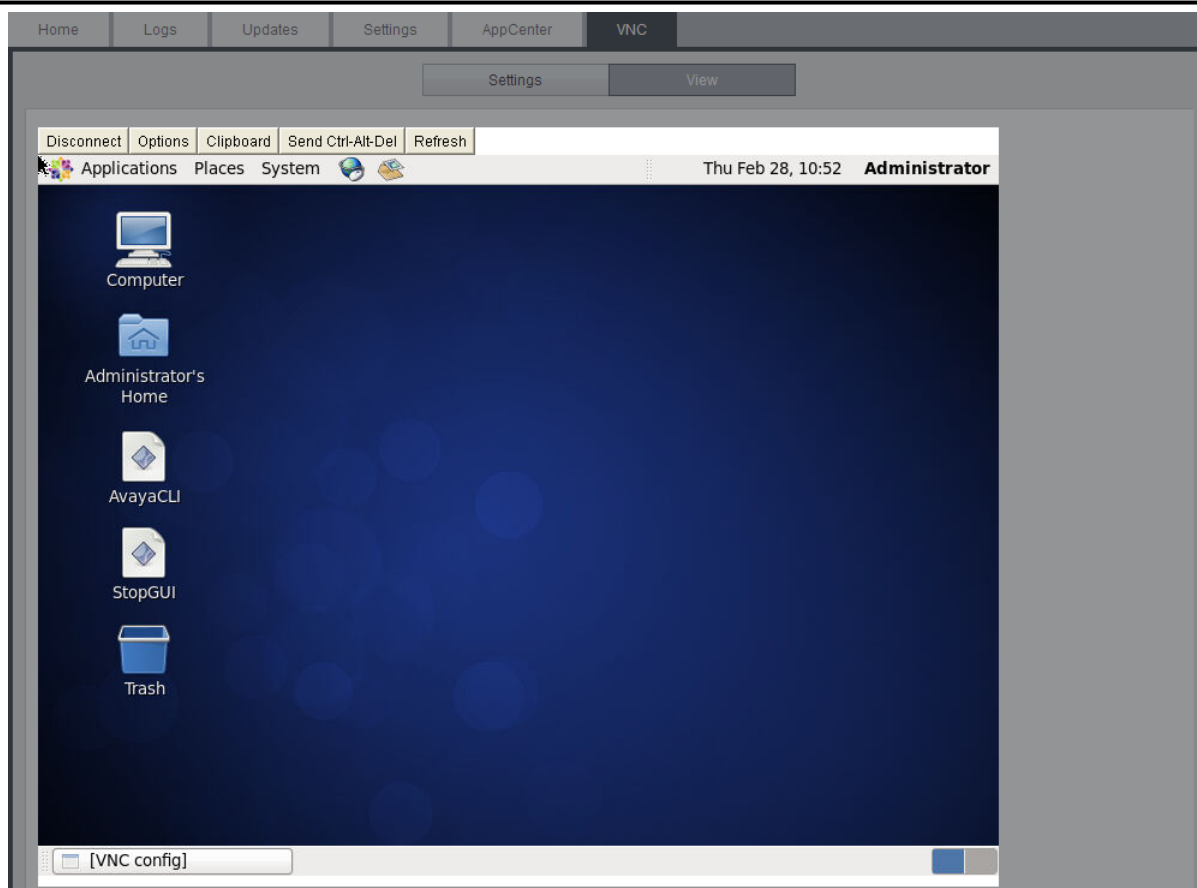 Home Logs Updates Settings AppCenter VNC
Settings View
Disconnect Options Clipboard Send Ctrl-Alt-Del Refresh
Applications Places System Thu Feb 28, 10:52 Administrator
Computer
Administrator's
Home
AvayaCLI
StopGUI
Trash
[VNC config]